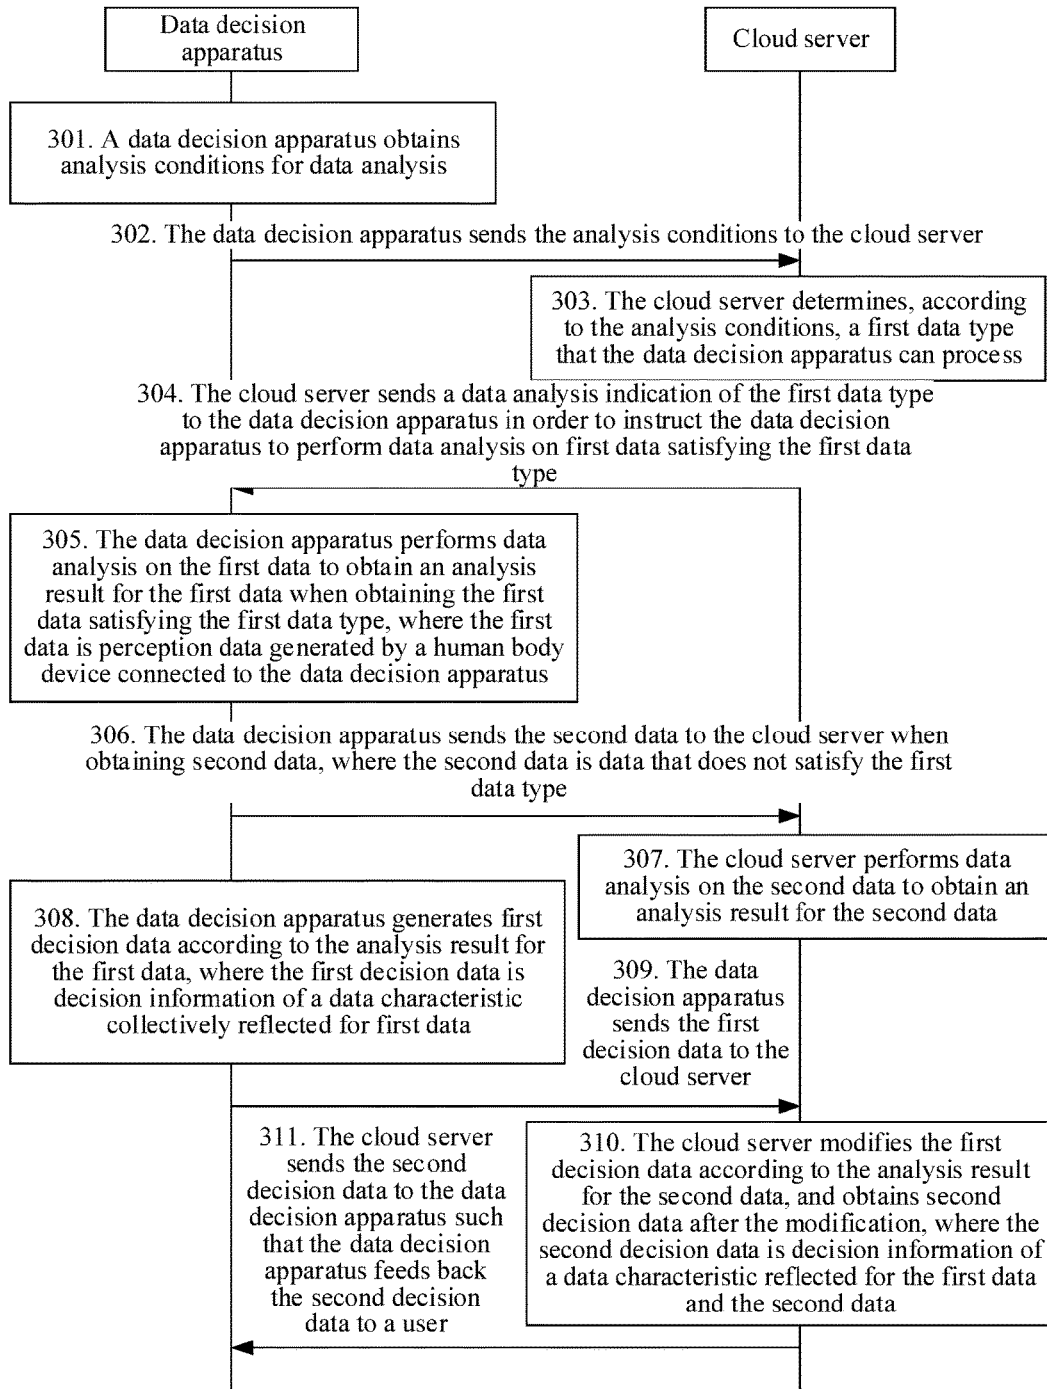 Data decision
apparatus
Cloud server
301. A data decision apparatus obtains
analysis conditions for data analysis
302. The data decision apparatus sends the analysis conditions to the cloud server
303. The cloud server determines, according
to the analysis conditions, a first data type
that the data decision apparatus can process
304. The cloud server sends a data analysis indication of the first data type
to the data decision apparatus in order to instruct the data decision
apparatus to perform data analysis on first data satisfying the first data
type
305. The data decision apparatus performs data
analysis on the first data to obtain an analysis
result for the first data when obtaining the first
data satisfying the first data type, where the first
data is perception data generated by a human body
device connected to the data decision apparatus
306. The data decision apparatus sends the second data to the cloud server when
obtaining second data, where the second data is data that does not satisfy the first
data type
307. The cloud server performs data
analysis on the second data to obtain an
analysis result for the second data
308. The data decision apparatus generates first
decision data according to the analysis result for
the first data, where the first decision data is
decision information of a data characteristic
collectively reflected for first data
309. The data
decision apparatus
sends the first
decision data to the
cloud server
310. The cloud server modifies the first
decision data according to the analysis result
for the second data, and obtains second
decision data after the modification, where the
second decision data is decision information of
a data characteristic reflected for the first data
and the second data
311. The cloud server
sends the second
decision data to the data
decision apparatus such
that the data decision
apparatus feeds back
the second decision
data to a user